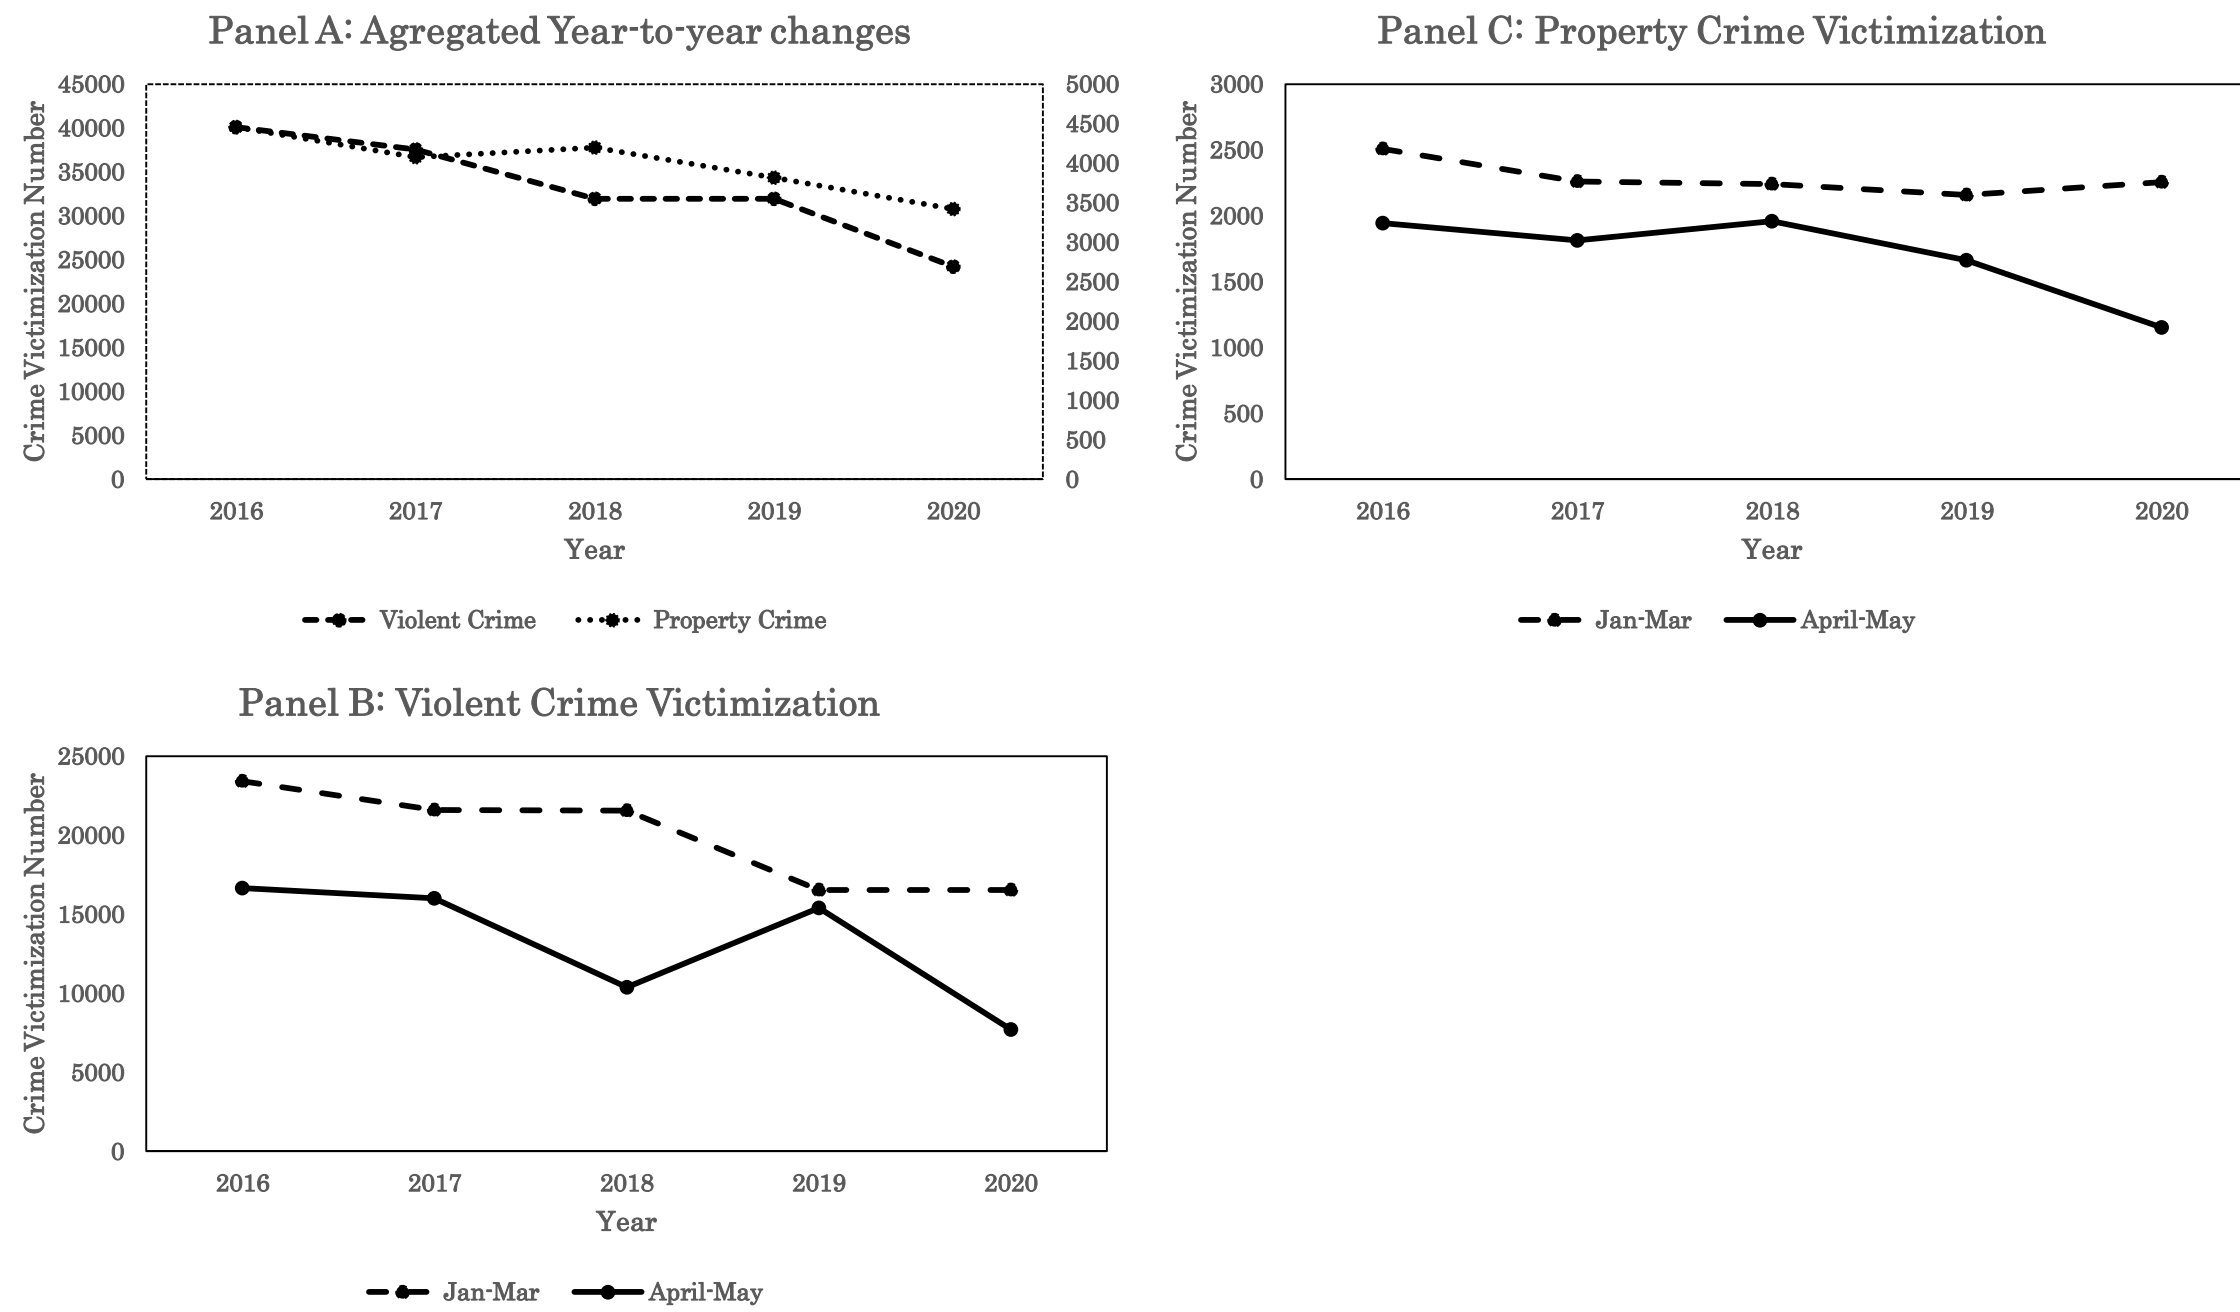 Panel A: Agregated Year-to-year changes
Crime Victimization Number
45000
40000
35000
30000
25000
20000
15000
10000
5000
0
5000
4500
4000
3500
3000
2500
2000
1500
1000
500
0
2016 2017 2018 2019 2020
Year
Violent Crime Property Crime
Panel C: Property Crime Victimization
Crime Victimization Number
3000
2500
2000
1500
1000
500
0
2016 2017 2018 2019 2020
Year
Jan-Mar April-May
Panel B: Violent Crime Victimization
Crime Victimization Number
25000
20000
15000
10000
5000
0
2016 2017 2018 2019 2020
Year
Jan-Mar April-May